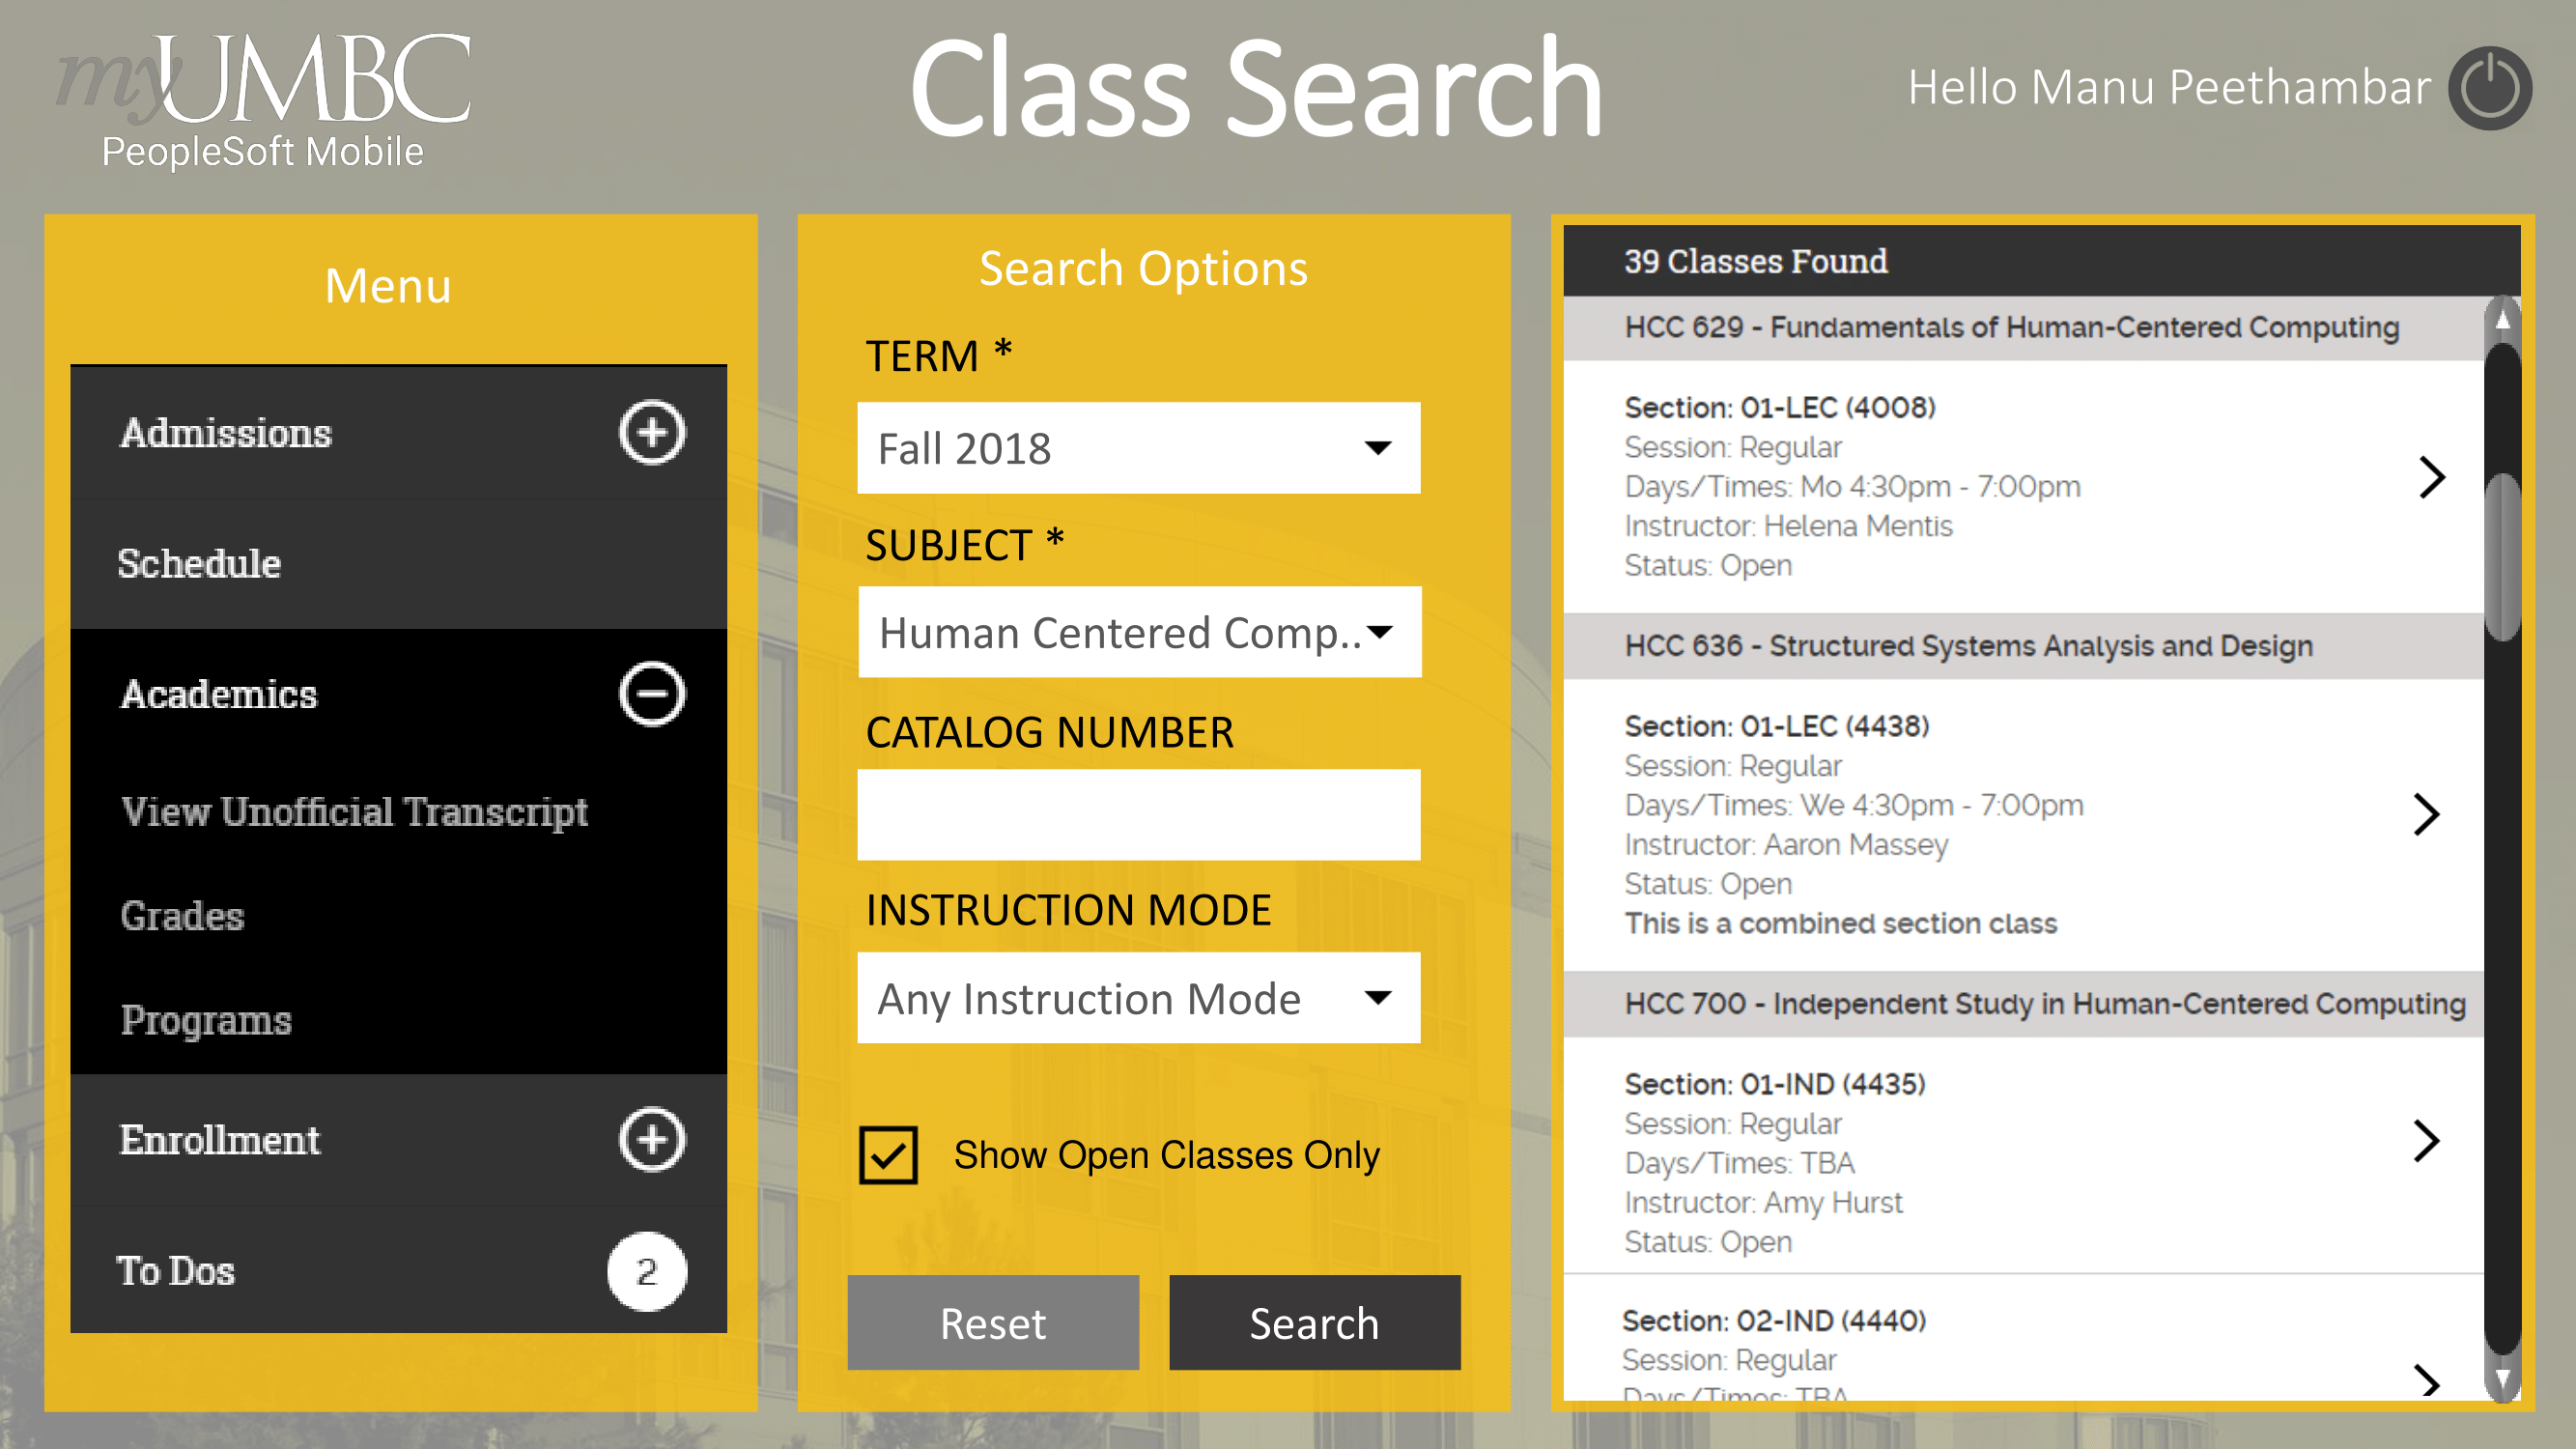 myUMBC
PeopleSoft Mobile
Class Search
Hello Manu Peethambar
Menu
Admissions
Schedule
Academics
View Unofficial Transcript
Grades
Programs
Enrollment
To Dos
2
Search Options
TERM *
Fall 2018
SUBJECT *
Human Centered Comp..
CATALOG NUMBER
INSTRUCTION MODE
Any Instruction Mode
Show Open Classes Only
Reset
Search
39 Classes Found
HCC 629 - Fundamentals of Human-Centered Computing
Section: 01-LEC (4008)
Session: Regular
Days/Times: Mo 4:30pm - 7:00pm
Instructor: Helena Mentis
Status: Open
HCC 636 - Structured Systems Analysis and Design
Section: 01-LEC (4438)
Session: Regular
Days/Times: We 4:30pm - 7:00pm
Instructor: Aaron Massey
Status: Open
This is a combined section class
HCC 700 - Independent Study in Human-Centered Computing
Section: 01-IND (4435)
Session: Regular
Days/Times: TBA
Instructor: Amy Hurst
Status: Open
Section: 02-IND (4440)
Session: Regular
Days/Times: TBA